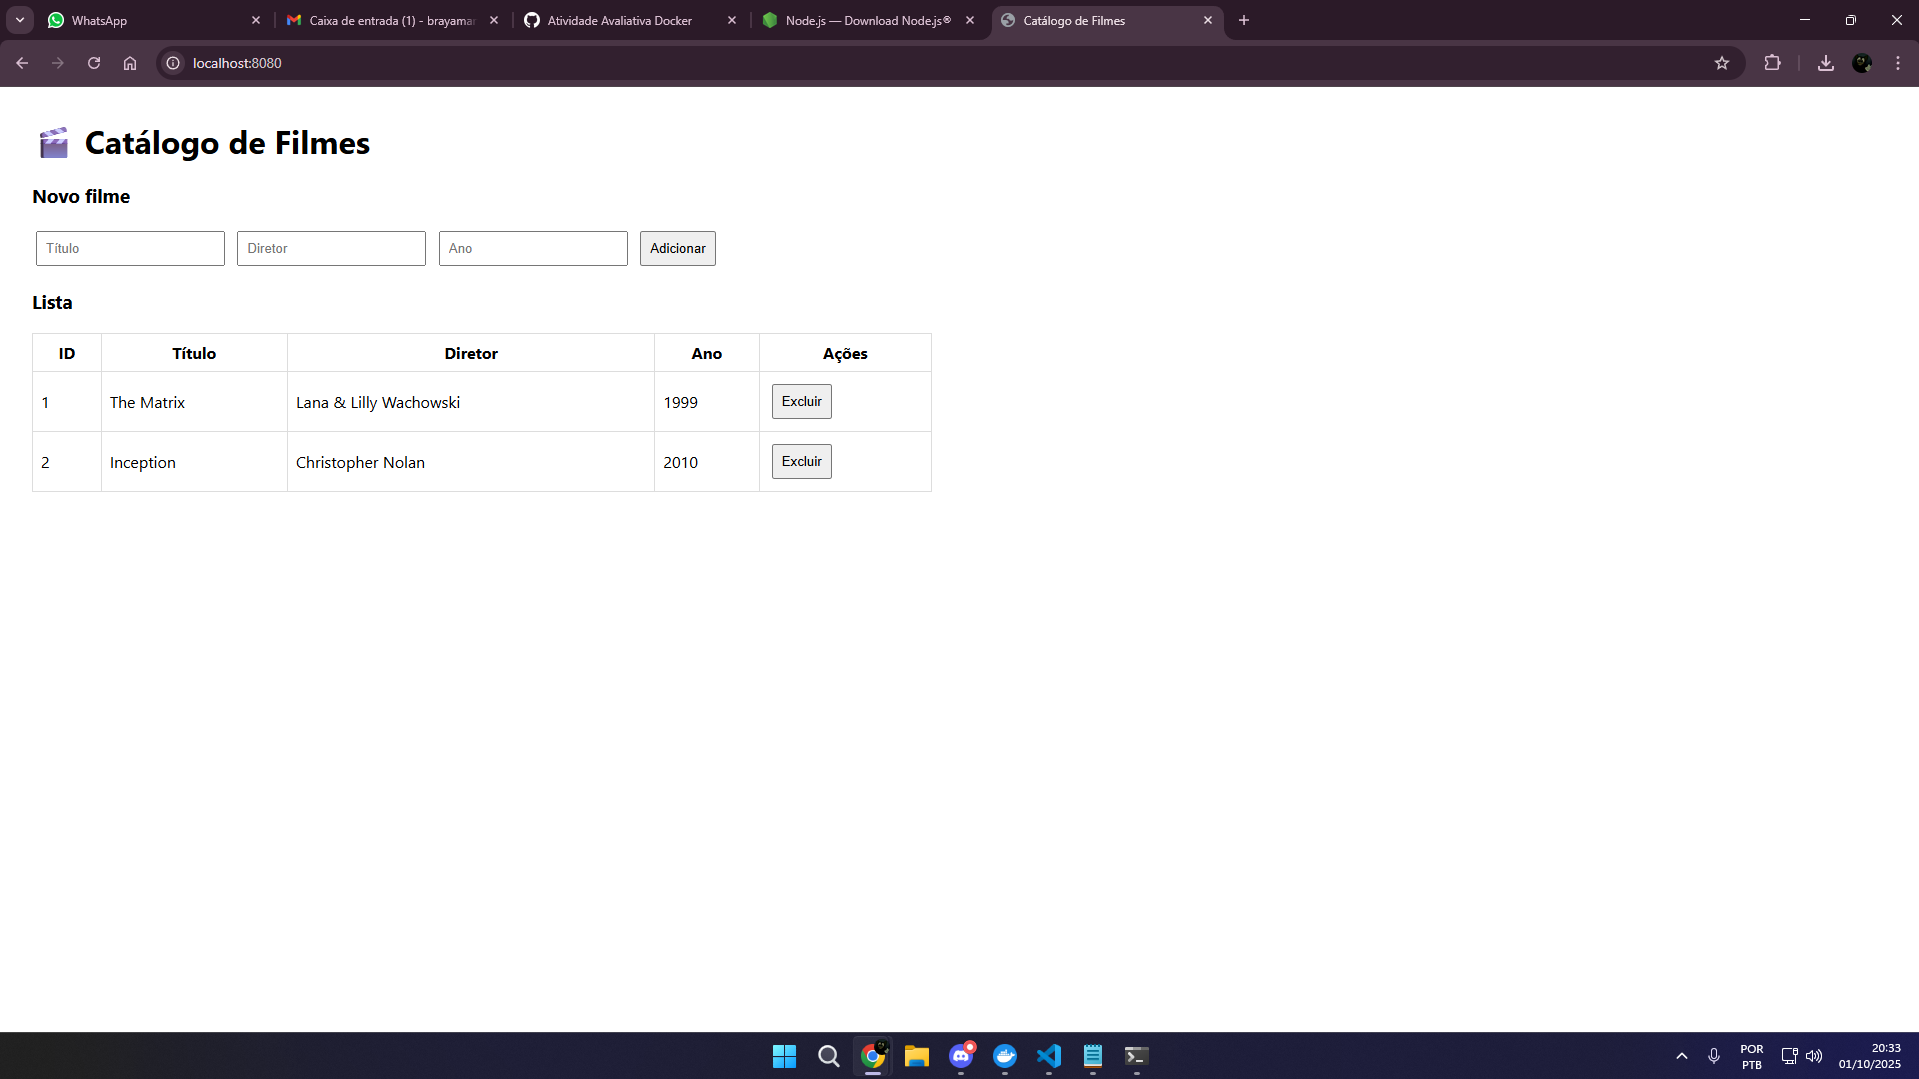 WhatsApp
Caixa de entrada (1) - brayamar
Atividade Avaliativa Docker
Node.js — Download Node.js®
Catálogo de Filmes
localhost:8080
Catálogo de Filmes
Novo filme
Título Diretor Ano Adicionar
Lista
ID Título Diretor Ano Ações
1 The Matrix Lana & Lilly Wachowski 1999 Excluir
2 Inception Christopher Nolan 2010 Excluir
POR
PTB
20:33
01/10/2025